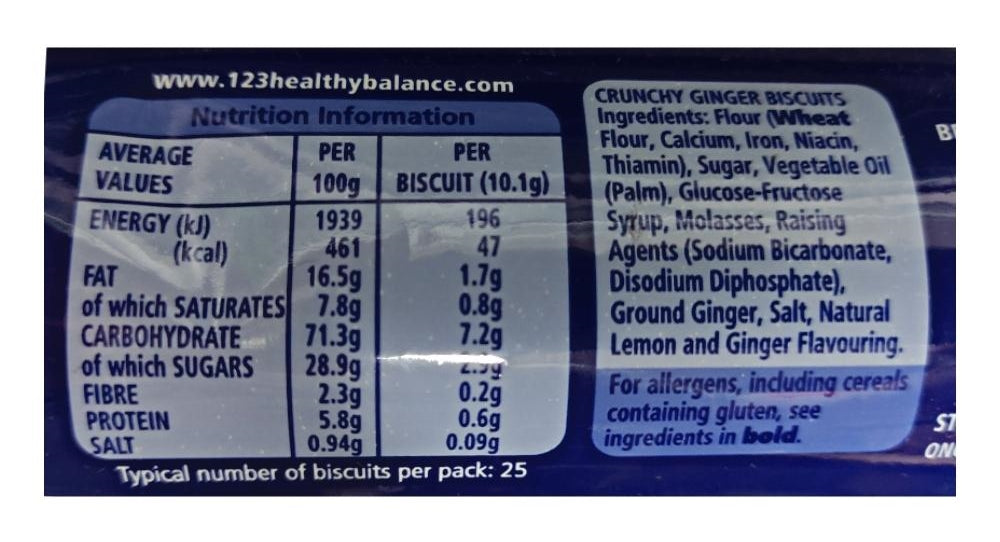 www.123healthybalance.com
Nutrition Information
AVERAGE VALUES PER 100g PER BISCUIT (10.1g)
ENERGY (kJ) 1939 196
(kcal) 461 47
FAT 16.5g 1.7g
of which SATURATES 7.8g 0.8g
CARBOHYDRATE 71.3g 7.2g
of which SUGARS 28.9g 2.9g
FIBRE 2.3g 0.2g
PROTEIN 5.8g 0.6g
SALT 0.94g 0.09g
Typical number of biscuits per pack: 25
CRUNCHY GINGER BISCUITS
Ingredients: Flour (Wheat
Flour, Calcium, Iron, Niacin,
Thiamin), Sugar, Vegetable Oil
(Palm), Glucose-Fructose
Syrup, Molasses, Raising
Agents (Sodium Bicarbonate,
Disodium Diphosphate),
Ground Ginger, Salt, Natural
Lemon and Ginger Flavouring.
For allergens, including cereals
containing gluten, see
ingredients in bold.